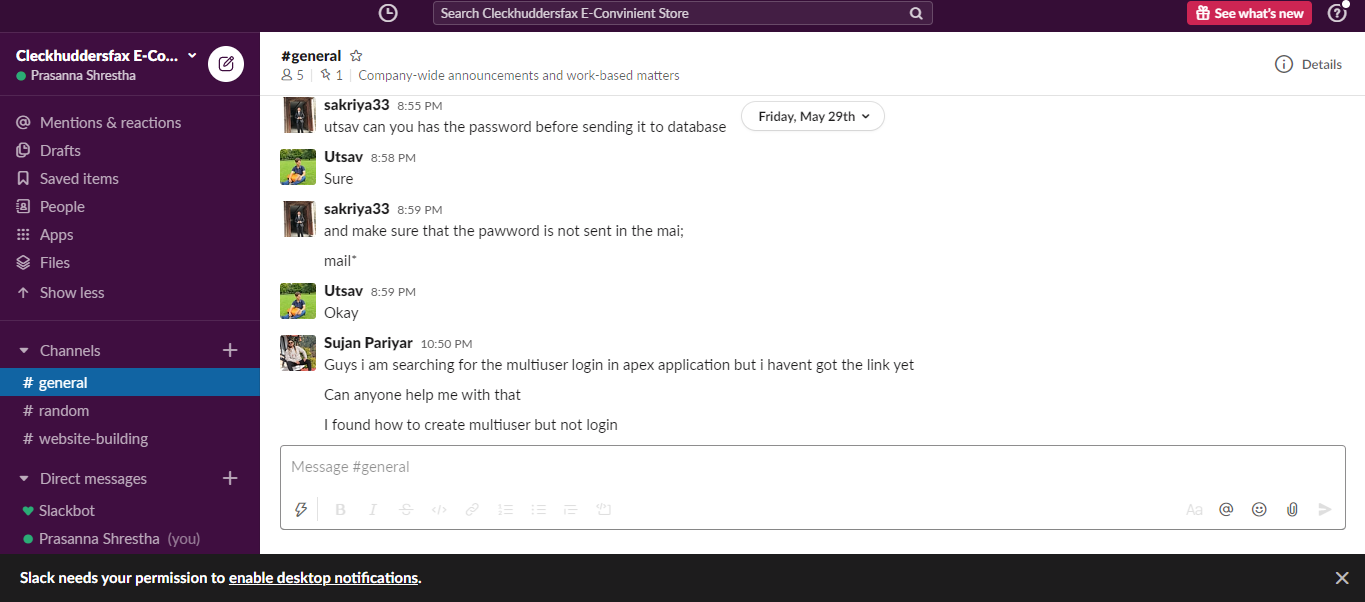 Search Cleckhuddersfax E-Convinient Store
See what's new
Cleckhuddersfax E-Co...
Prasanna Shrestha
Mentions & reactions
Drafts
Saved items
People
Apps
Files
Show less
Channels
# general
# random
# website-building
Direct messages
Slackbot
Prasanna Shrestha (you)
#general
5 | 1 | Company-wide announcements and work-based matters
Details
Friday, May 29th
sakriya33 8:55 PM
utsav can you has the password before sending it to database
Utsav 8:58 PM
Sure
sakriya33 8:59 PM
and make sure that the pawword is not sent in the mai;
mail*
Utsav 8:59 PM
Okay
Sujan Pariyar 10:50 PM
Guys i am searching for the multiuser login in apex application but i havent got the link yet
Can anyone help me with that
I found how to create multiuser but not login
Message #general
B I S </> Aa @
Slack needs your permission to enable desktop notifications.